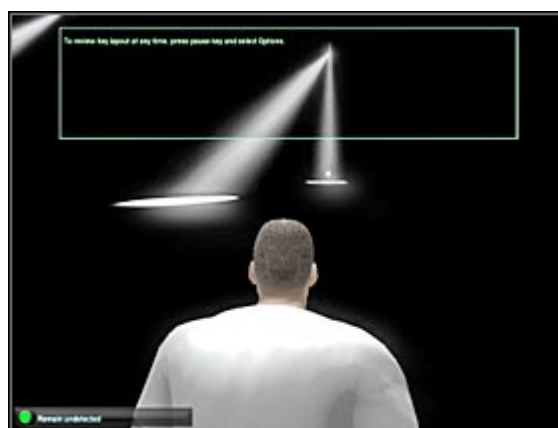 To review key layout at any time, press pause key and select Options.
Remain undetected